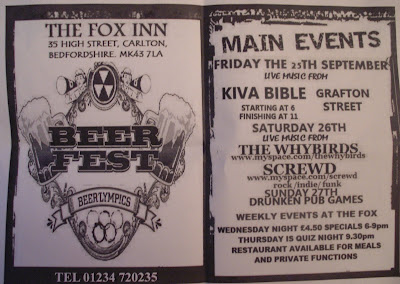 THE FOX INN
35 HIGH STREET, CARLTON,
BEDFORDSHIRE. MK43 7LA
BEER
FEST
BEERLYMPICS
TEL 01234 720235
MAIN EVENTS
FRIDAY THE 25TH SEPTEMBER
LIVE MUSIC FROM
KIVA BIBLE GRAFTON STREET
STARTING AT 6
FINISHING AT 11
SATURDAY 26TH
LIVE MUSIC FROM
THE WHYBIRDS
www.myspace.com/thewhybirds
SCREWD
www.myspace.com/screwd
rock/indie/funk
SUNDAY 27TH
DRUNKEN PUB GAMES
WEEKLY EVENTS AT THE FOX
WEDNESDAY NIGHT £4.50 SPECIALS 6-9pm
THURSDAY IS QUIZ NIGHT 9.30pm
RESTAURANT AVAILABLE FOR MEALS
AND PRIVATE FUNCTIONS